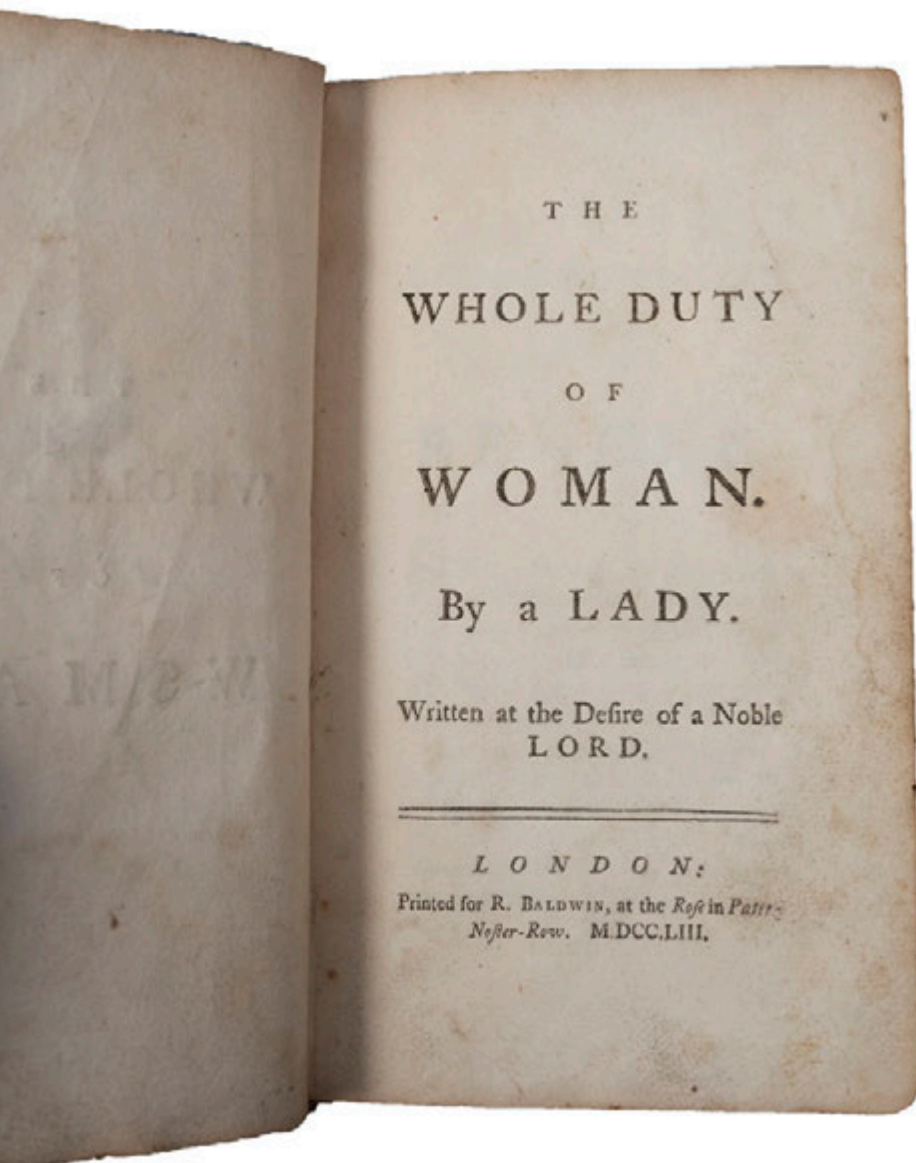 THE
WHOLE DUTY
OF
WOMAN.
By a LADY.
Written at the Deſire of a Noble
LORD.
LONDON:
Printed for R. BALDWIN, at the Roſe in Pater-
Noſter-Row. M.DCC.LIII.